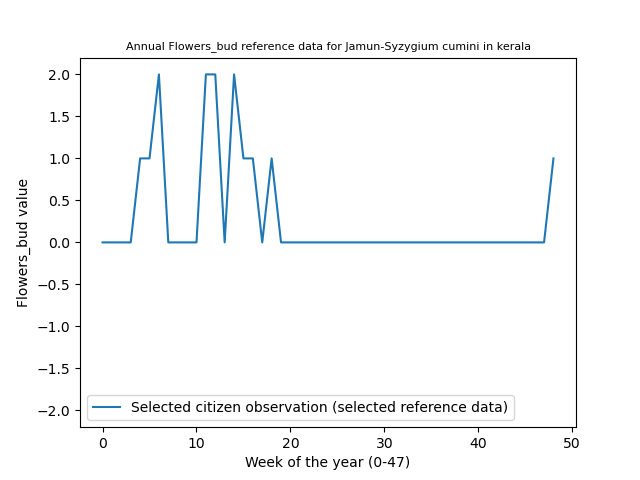 Annual Flowers_bud reference data for Jamun-Syzygium cumini in kerala
2.0
1.5
1.0
0.5
0.0
−0.5
−1.0
−1.5
−2.0
Flowers_bud value
Selected citizen observation (selected reference data)
0 10 20 30 40 50
Week of the year (0-47)